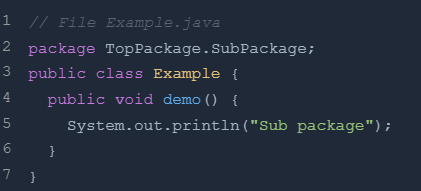 1 // File Example.java
2 package TopPackage.SubPackage;
3 public class Example {
4   public void demo() {
5     System.out.println("Sub package");
6   }
7 }